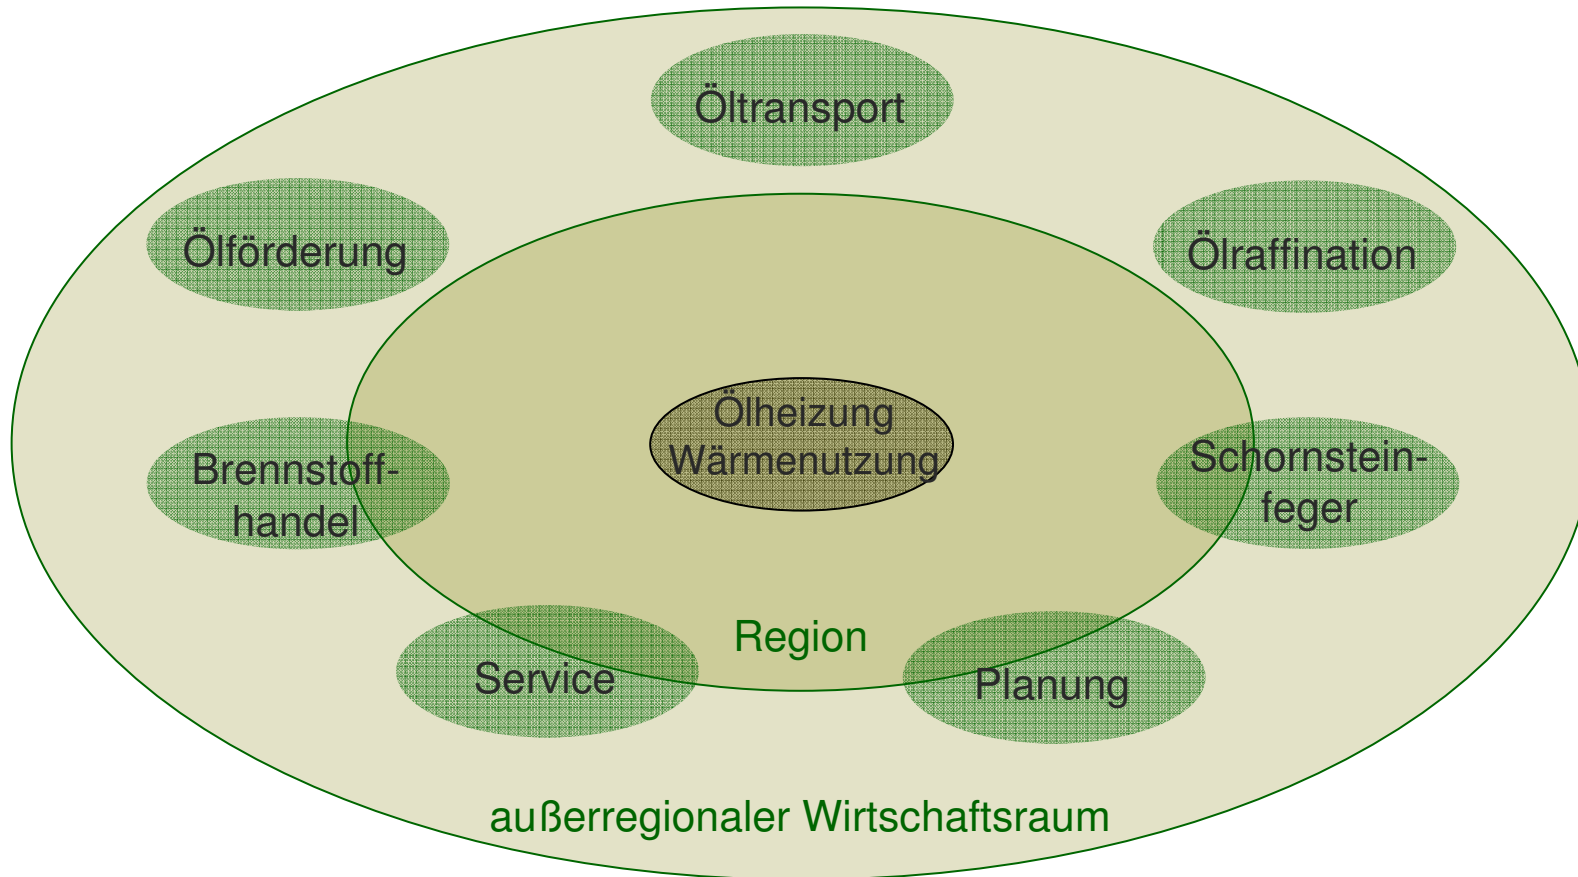 Öltransport
Ölförderung
Ölraffination
Ölheizung
Wärmenutzung
Brennstoff-
handel
Schornstein-
feger
Region
Service
Planung
außerregionaler Wirtschaftsraum